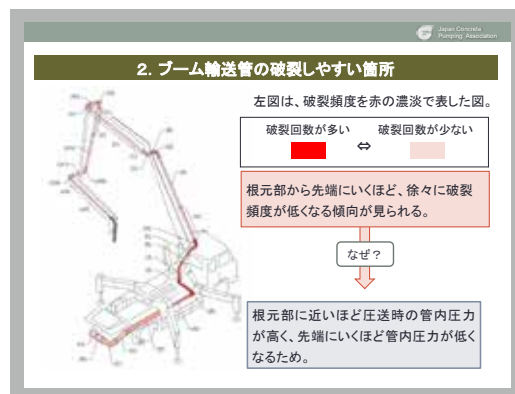 Japan Concrete
Pumping Association
2. ブーム輸送管の破裂しやすい箇所
左図は、破裂頻度を赤の濃淡で表した図。
破裂回数が多い ⇔ 破裂回数が少ない
根元部から先端にいくほど、徐々に破裂
頻度が低くなる傾向が見られる。
なぜ？
根元部に近いほど圧送時の管内圧力
が高く、先端にいくほど管内圧力が低く
なるため。